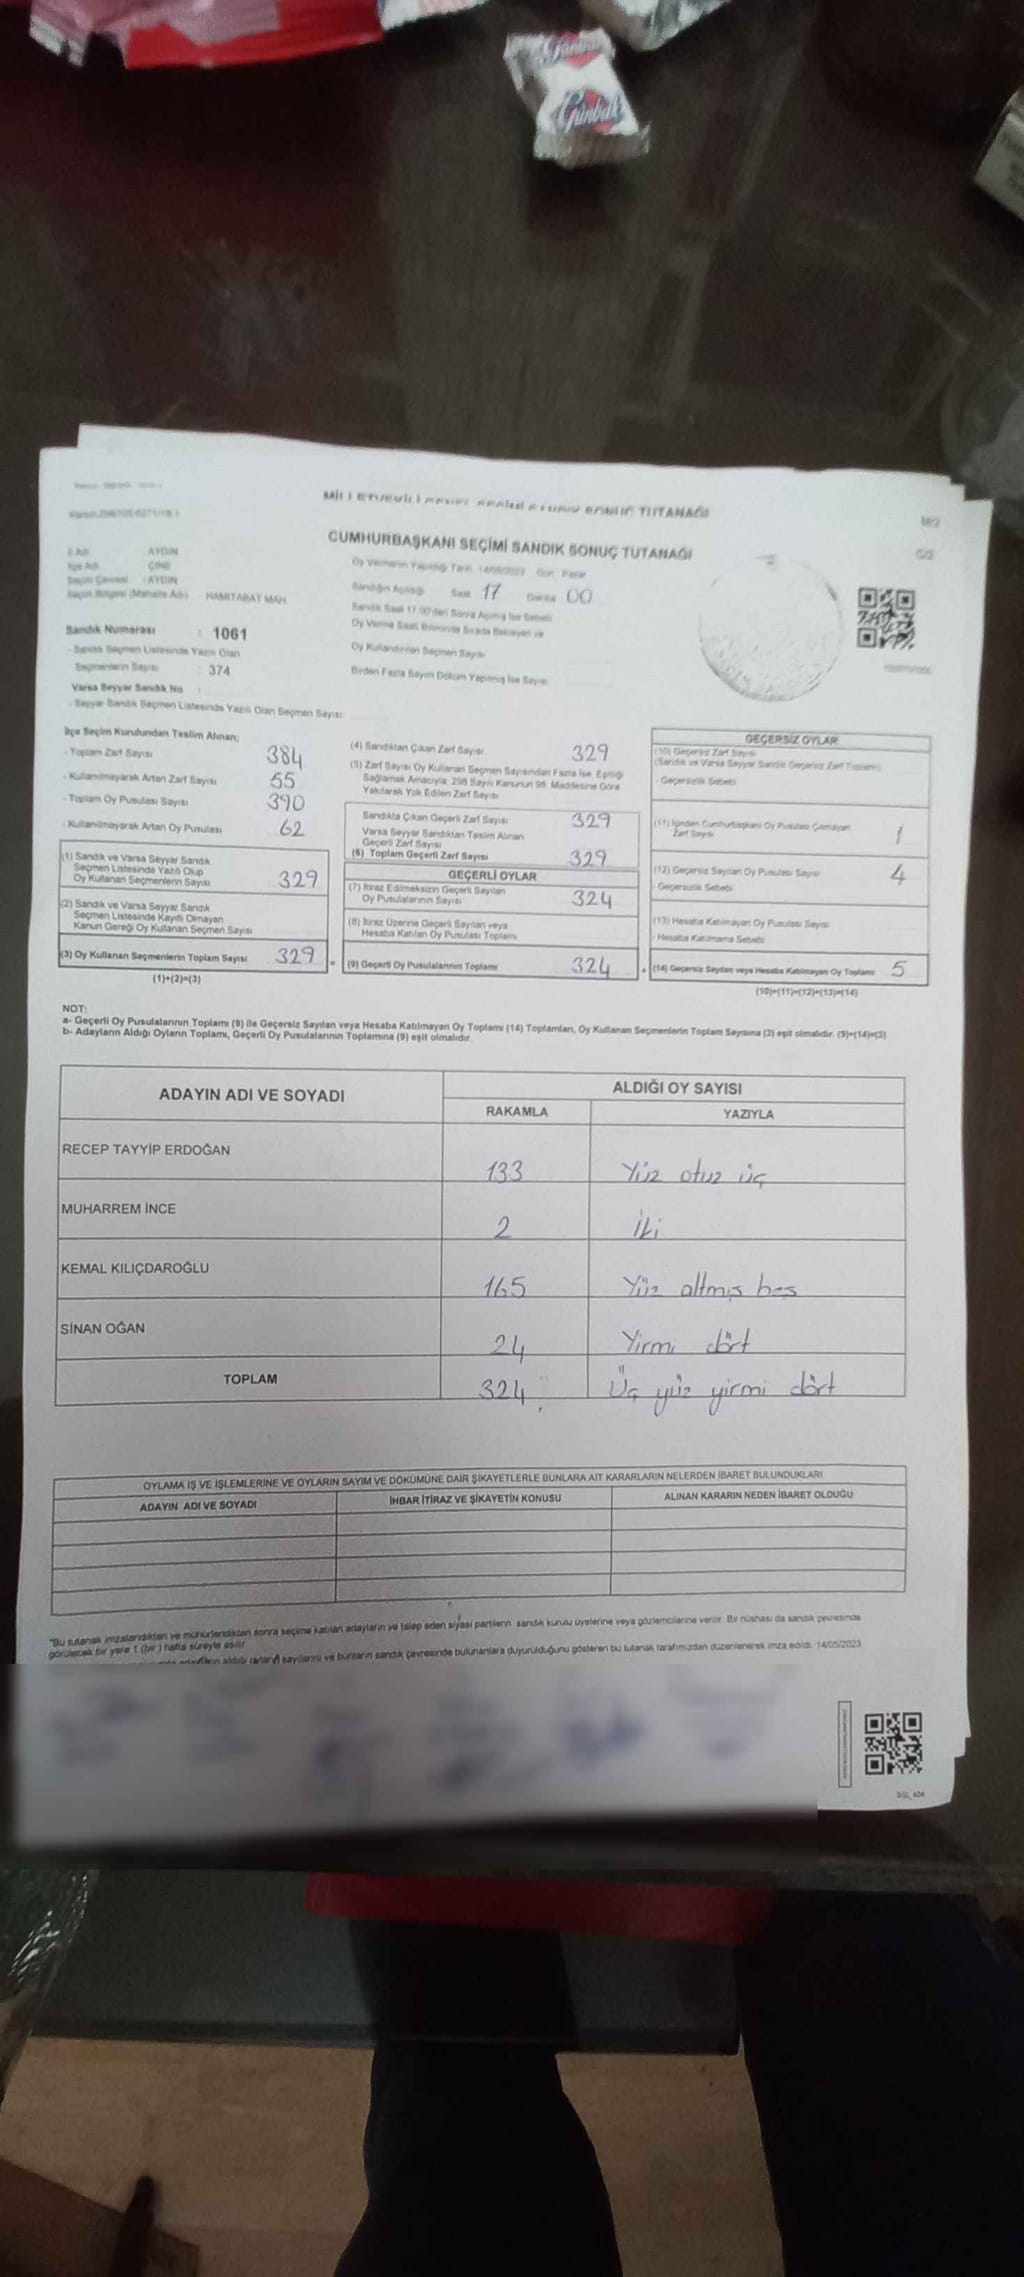 Günbak
CUMHURBAŞKANI SEÇİMİ SANDIK SONUÇ TUTANAĞI
İl Adı AYDIN
İlçe Adı ÇİNE
Seçim Çevresi : AYDIN
Seçim Bölgesi (Mahalle Adı) : HAMİTABAT MAH
Sandık Numarası : 1061
- Sandık Seçmen Listesinde Yazılı Olan
Seçmenlerin Sayısı : 374
Varsa Seyyar Sandık No :
- Seyyar Sandık Seçmen Listesinde Yazılı Olan Seçmen Sayısı:
Oy Vermenin Yapıldığı Tarih 14/05/2023 Gün Pazar
Sandığın Açıldığı Saat 17 Dakika 00
Sandık Saat 17.00'den Sonra Açılmış İse Sebebi
Oy Verme Saati Bitiminde Sırada Bekleyen ve
Oy Kullandırılan Seçmen Sayısı
Birden Fazla Sayım Döküm Yapılmış İse Sayısı
İlçe Seçim Kurulundan Teslim Alınan;
- Toplam Zarf Sayısı 384
- Kullanılmayarak Artan Zarf Sayısı 55
- Toplam Oy Pusulası Sayısı 390
- Kullanılmayarak Artan Oy Pusulası 62
(1) Sandık ve Varsa Seyyar Sandık
Seçmen Listesinde Yazılı Olup
Oy Kullanan Seçmenlerin Sayısı 329
(2) Sandık ve Varsa Seyyar Sandık
Seçmen Listesinde Kayıtlı Olmayan
Kanun Gereği Oy Kullanan Seçmen Sayısı
(3) Oy Kullanan Seçmenlerin Toplam Sayısı 329 =
(1)+(2)=(3)
(4) Sandıktan Çıkan Zarf Sayısı 329
(5) Zarf Sayısı Oy Kullanan Seçmen Sayısından Fazla İse, Eşitliği
Sağlamak Amacıyla; 298 Sayılı Kanunun 98. Maddesine Göre
Yakılarak Yok Edilen Zarf Sayısı
Sandıkta Çıkan Geçerli Zarf Sayısı 329
Varsa Seyyar Sandıktan Teslim Alınan
Geçerli Zarf Sayısı
(6) Toplam Geçerli Zarf Sayısı 329
GEÇERLİ OYLAR
(7) İtiraz Edilmeksizin Geçerli Sayılan
Oy Pusulalarının Sayısı 324
(8) İtiraz Üzerine Geçerli Sayılan veya
Hesaba Katılan Oy Pusulası Toplamı
(9) Geçerli Oy Pusulalarının Toplamı 324 +
GEÇERSİZ OYLAR
(10) Geçersiz Zarf Sayısı
(Sandık ve Varsa Seyyar Sandık Geçersiz Zarf Toplamı)
- Geçersizlik Sebebi
(11) İçinden Cumhurbaşkanı Oy Pusulası Çıkmayan
Zarf Sayısı 1
(12) Geçersiz Sayılan Oy Pusulası Sayısı 4
- Geçersizlik Sebebi
(13) Hesaba Katılmayan Oy Pusulası Sayısı
- Hesaba Katılmama Sebebi
(14) Geçersiz Sayılan veya Hesaba Katılmayan Oy Toplamı 5
(10)+(11)+(12)+(13)=(14)
NOT:
a- Geçerli Oy Pusulalarının Toplamı (9) ile Geçersiz Sayılan veya Hesaba Katılmayan Oy Toplamı (14) Toplamları, Oy Kullanan Seçmenlerin Toplam Sayısına (3) eşit olmalıdır. (9)+(14)=(3)
b- Adayların Aldığı Oyların Toplamı, Geçerli Oy Pusulalarının Toplamına (9) eşit olmalıdır.
ADAYIN ADI VE SOYADI ALDIĞI OY SAYISI
RAKAMLA YAZIYLA
RECEP TAYYİP ERDOĞAN 133 Yüz otuz üç
MUHARREM İNCE 2 İki
KEMAL KILIÇDAROĞLU 165 Yüz altmış beş
SİNAN OĞAN 24 Yirmi dört
TOPLAM 324 Üç yüz yirmi dört
OYLAMA İŞ VE İŞLEMLERİNE VE OYLARIN SAYIM VE DÖKÜMÜNE DAİR ŞİKAYETLERLE BUNLARA AİT KARARLARIN NELERDEN İBARET BULUNDUKLARI
ADAYIN ADI VE SOYADI İHBAR İTİRAZ VE ŞİKAYETİN KONUSU ALINAN KARARIN NEDEN İBARET OLDUĞU
"Bu tutanak imzalandıktan ve mühürlendikten sonra seçime katılan adayların ve talep eden siyasi partilerin sandık kurulu üyelerine veya gözlemcilerine verilir. Bir nüshası da sandık çevresinde
görülecek bir yere 1 (bir) hafta süreyle asılır.
adayların aldığı oyların sayılarını ve bunların sandık çevresinde bulunanlara duyurulduğunu gösteren bu tutanak tarafımızdan düzenlenerek imza edildi. 14/05/2023